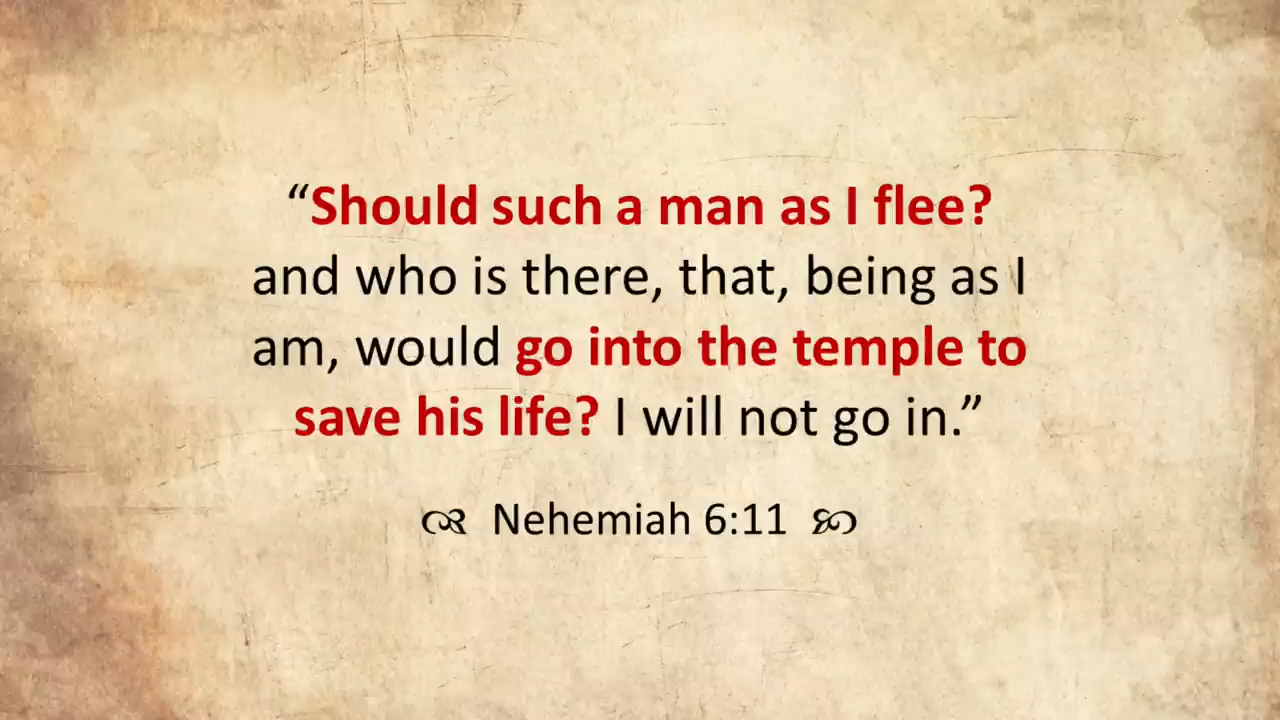 “Should such a man as I flee?
and who is there, that, being as I
am, would go into the temple to
save his life? I will not go in.”
Nehemiah 6:11